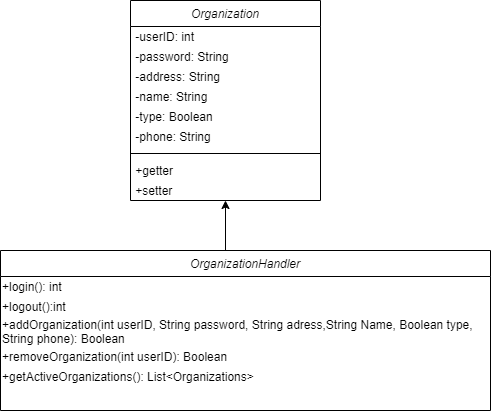 Organization
-userID: int
-password: String
-address: String
-name: String
-type: Boolean
-phone: String
+getter
+setter
OrganizationHandler
+login(): int
+logout():int
+addOrganization(int userID, String password, String adress,String Name, Boolean type,
String phone): Boolean
+removeOrganization(int userID): Boolean
+getActiveOrganizations(): List<Organizations>